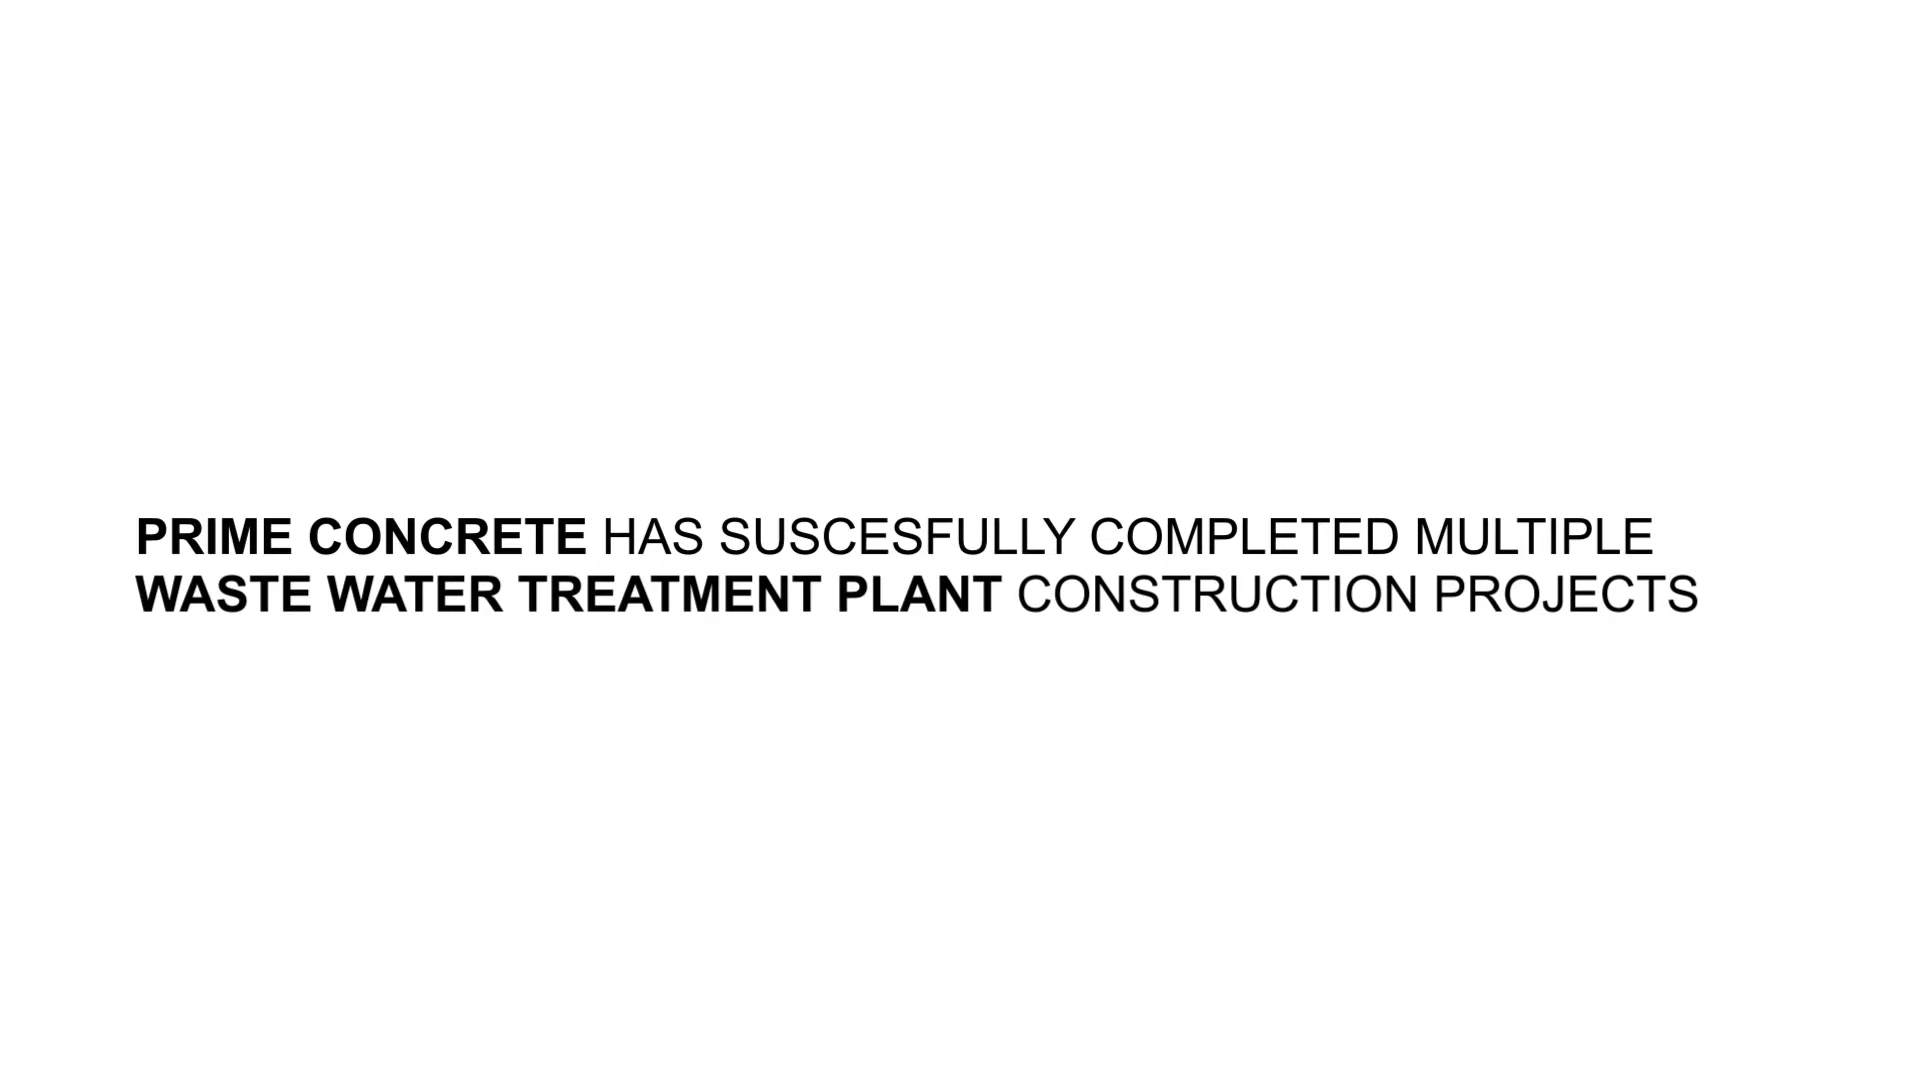 PRIME CONCRETE HAS SUSCESFULLY COMPLETED MULTIPLE
WASTE WATER TREATMENT PLANT CONSTRUCTION PROJECTS